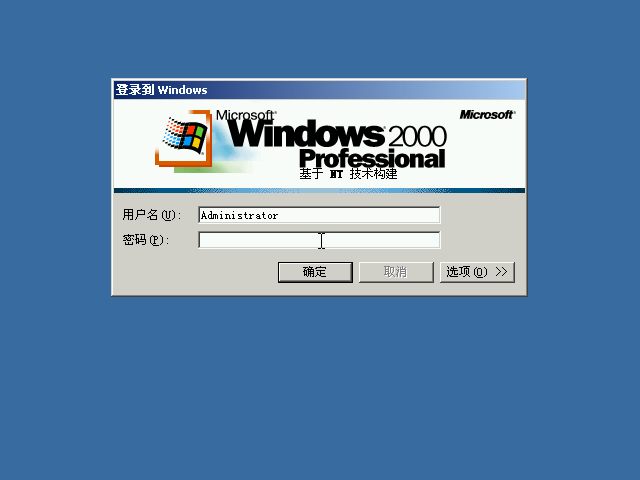 登录到 Windows
Microsoft®
Microsoft®
Windows® 2000
Professional
基于 NT 技术构建
用户名(U):
Administrator
密码(P):
确定
取消
选项(O) >>